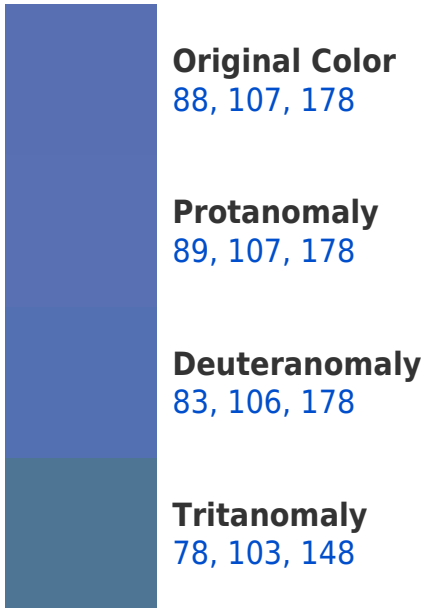 Original Color
88, 107, 178
Protanomaly
89, 107, 178
Deuteranomaly
83, 106, 178
Tritanomaly
78, 103, 148